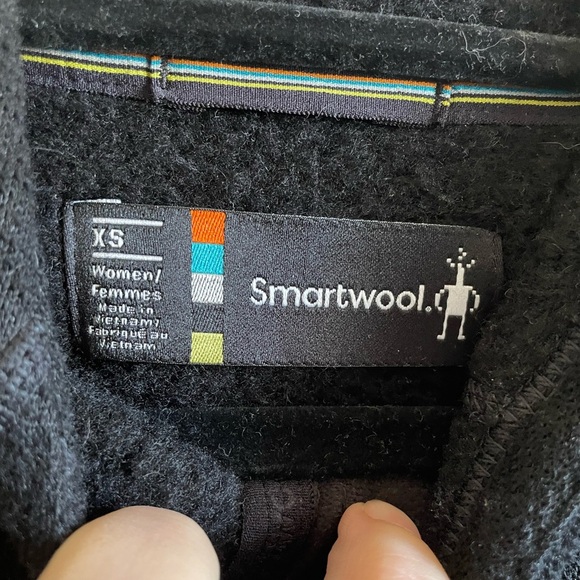 XS
Women/
Femmes
Made in
Vietnam/
Fabriqué au
Vietnam
Smartwool.